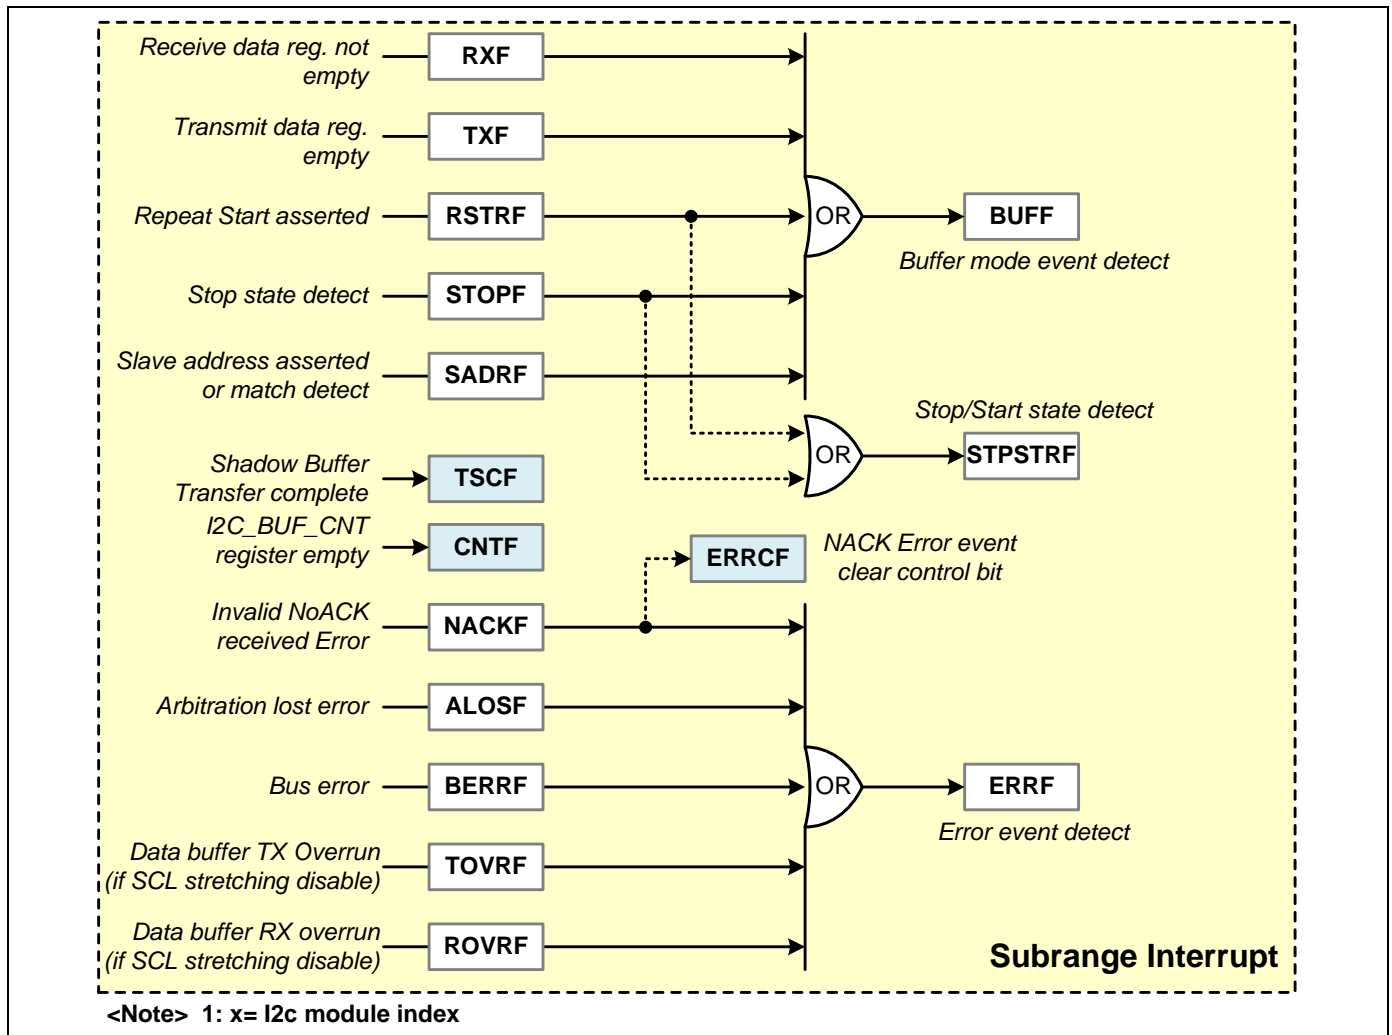 Receive data reg. not
empty
RXF
Transmit data reg.
empty
TXF
Repeat Start asserted
RSTRF
OR
BUFF
Buffer mode event detect
Stop state detect
STOPF
Slave address asserted
or match detect
SADRF
Stop/Start state detect
OR
STPSTRF
Shadow Buffer
Transfer complete
TSCF
I2C_BUF_CNT
register empty
CNTF
ERRCF
NACK Error event
clear control bit
Invalid NoACK
received Error
NACKF
Arbitration lost error
ALOSF
Bus error
BERRF
OR
ERRF
Error event detect
Data buffer TX Overrun
(if SCL stretching disable)
TOVRF
Data buffer RX overrun
(if SCL stretching disable)
ROVRF
Subrange Interrupt
<Note> 1: x= I2c module index